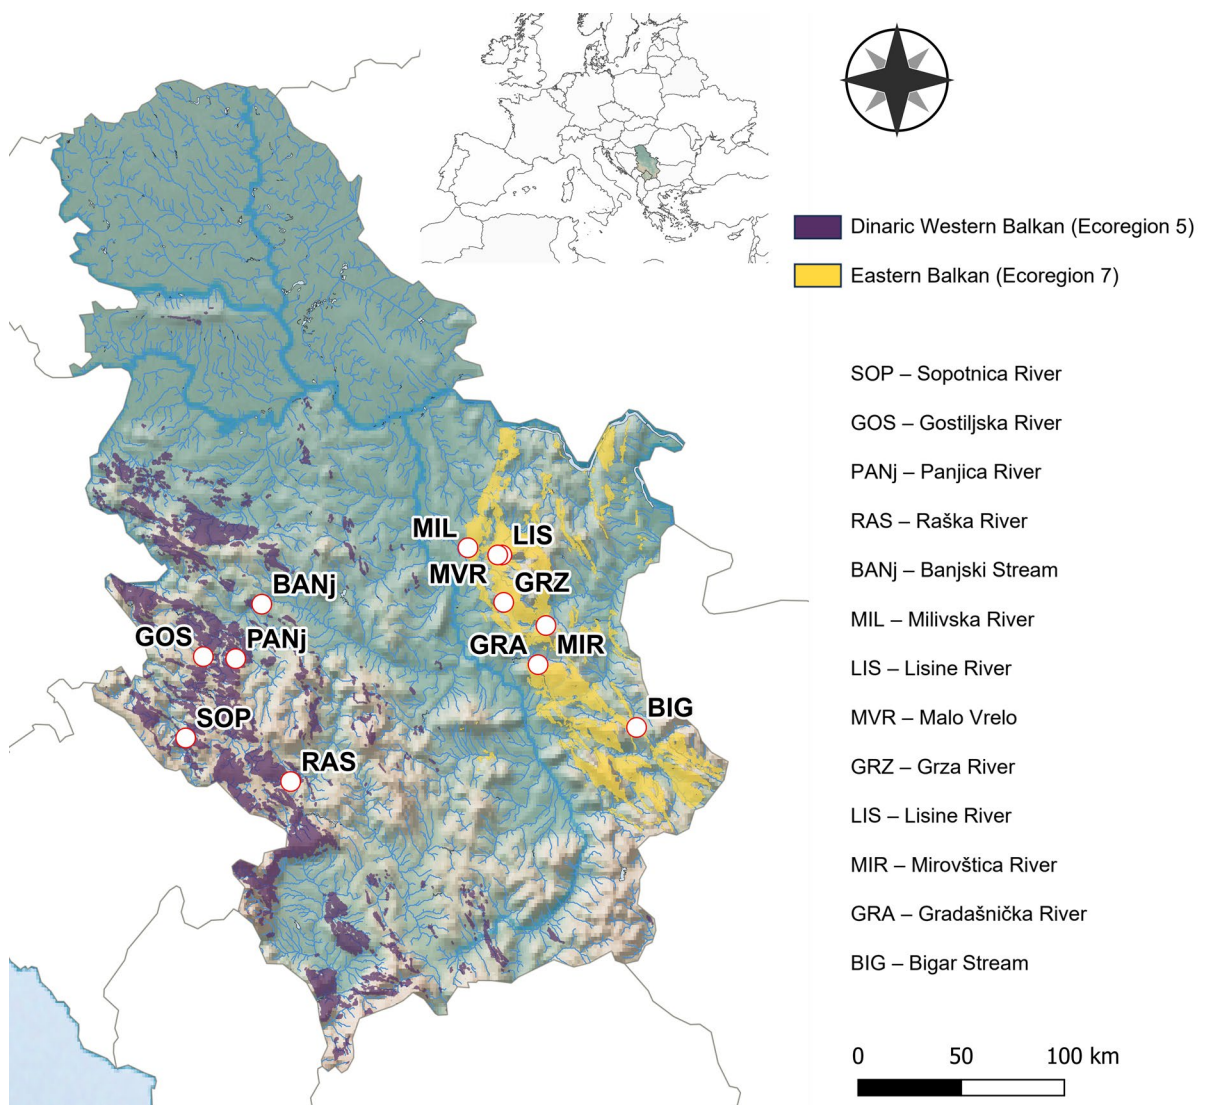 Dinaric Western Balkan (Ecoregion 5)
Eastern Balkan (Ecoregion 7)
SOP – Sopotnica River
GOS – Gostiljska River
PANj – Panjica River
RAS – Raška River
BANj – Banjski Stream
MIL – Milivska River
LIS – Lisine River
MVR – Malo Vrelo
GRZ – Grza River
LIS – Lisine River
MIR – Mirovštica River
GRA – Gradašnička River
BIG – Bigar Stream
MIL
LIS
MVR
GRZ
BANj
GOS
PANj
GRA
MIR
SOP
BIG
RAS
0 50 100 km